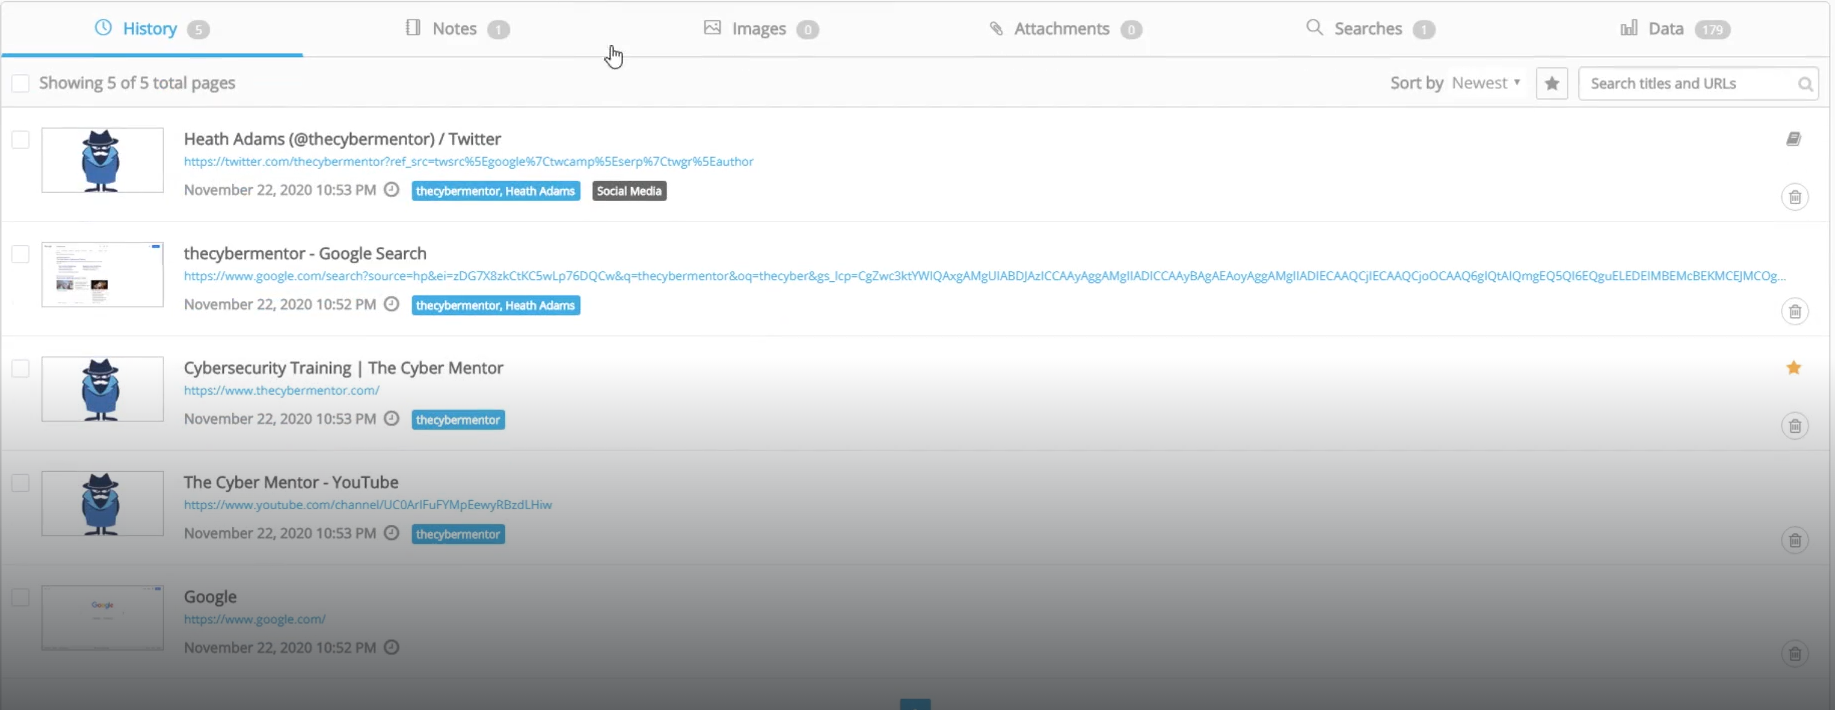 History 5 Notes 1 Images 0 Attachments 0 Searches 1 Data 179
Showing 5 of 5 total pages Sort by Newest Search titles and URLs
Heath Adams (@thecybermentor) / Twitter
https://twitter.com/thecybermentor?ref_src=twsrc%5Egoogle%7Ctwcamp%5Eserp%7Ctwgr%5Eauthor
November 22, 2020 10:53 PM thecybermentor, Heath Adams Social Media
thecybermentor - Google Search
https://www.google.com/search?source=hp&ei=zDG7X8zkCtKC5wLp76DQCw&q=thecybermentor&oq=thecyber&gs_lcp=
November 22, 2020 10:52 PM thecybermentor, Heath Adams
Cybersecurity Training | The Cyber Mentor
https://www.thecybermentor.com/
November 22, 2020 10:53 PM thecybermentor
The Cyber Mentor - YouTube
https://www.youtube.com/channel/UC0ArlFuFYMpEewyRBzdLHiw
November 22, 2020 10:53 PM thecybermentor
Google
Google
https://www.google.com/
November 22, 2020 10:52 PM